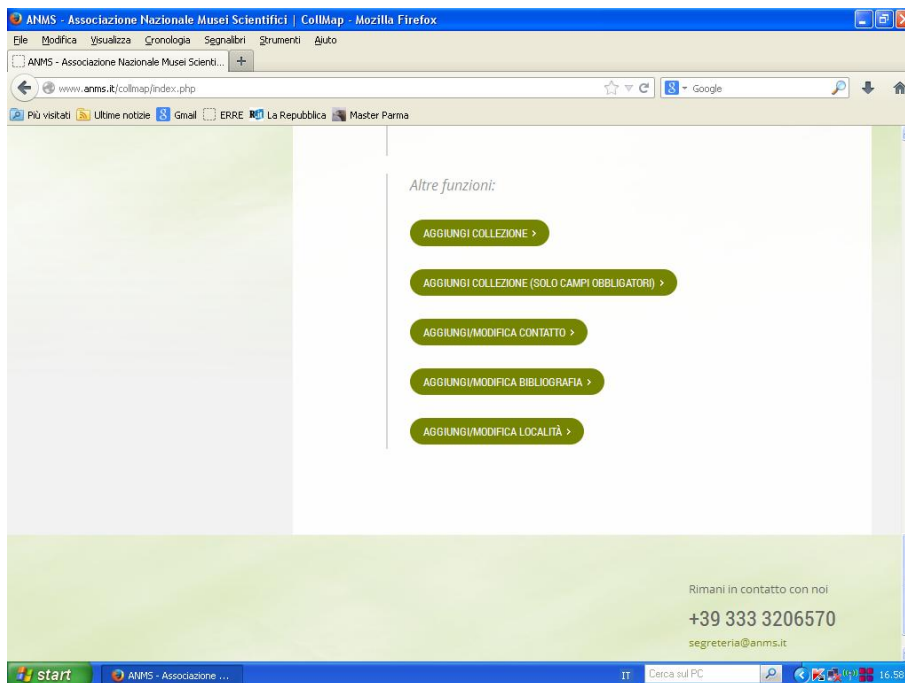 ANMS - Associazione Nazionale Musei Scientifici | CollMap - Mozilla Firefox
File Modifica Visualizza Cronologia Segnalibri Strumenti Aiuto
ANMS - Associazione Nazionale Musei Scienti... +
www.anms.it/collmap/index.php
Google
Più visitati Ultime notizie Gmail ERRE La Repubblica Master Parma
Altre funzioni:
AGGIUNGI COLLEZIONE >
AGGIUNGI COLLEZIONE (SOLO CAMPI OBBLIGATORI) >
AGGIUNGI/MODIFICA CONTATTO >
AGGIUNGI/MODIFICA BIBLIOGRAFIA >
AGGIUNGI/MODIFICA LOCALITÀ >
Rimani in contatto con noi
+39 333 3206570
segreteria@anms.it
start ANMS - Associazione ... IT Cerca sul PC 16.58